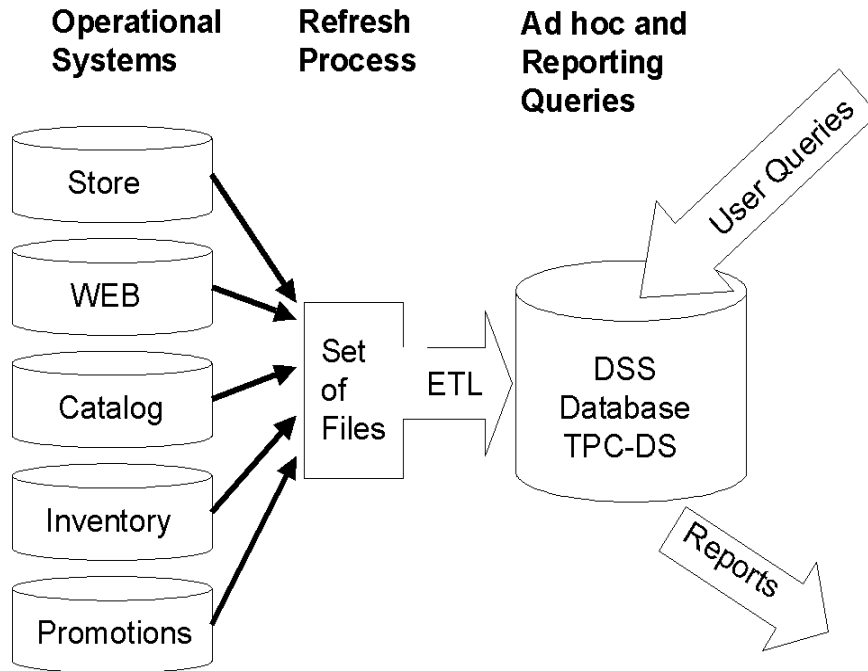 Operational
Systems
Refresh
Process
Ad hoc and
Reporting
Queries
Store
WEB
Catalog
Inventory
Promotions
Set
of
Files
ETL
DSS
Database
TPC-DS
User Queries
Reports